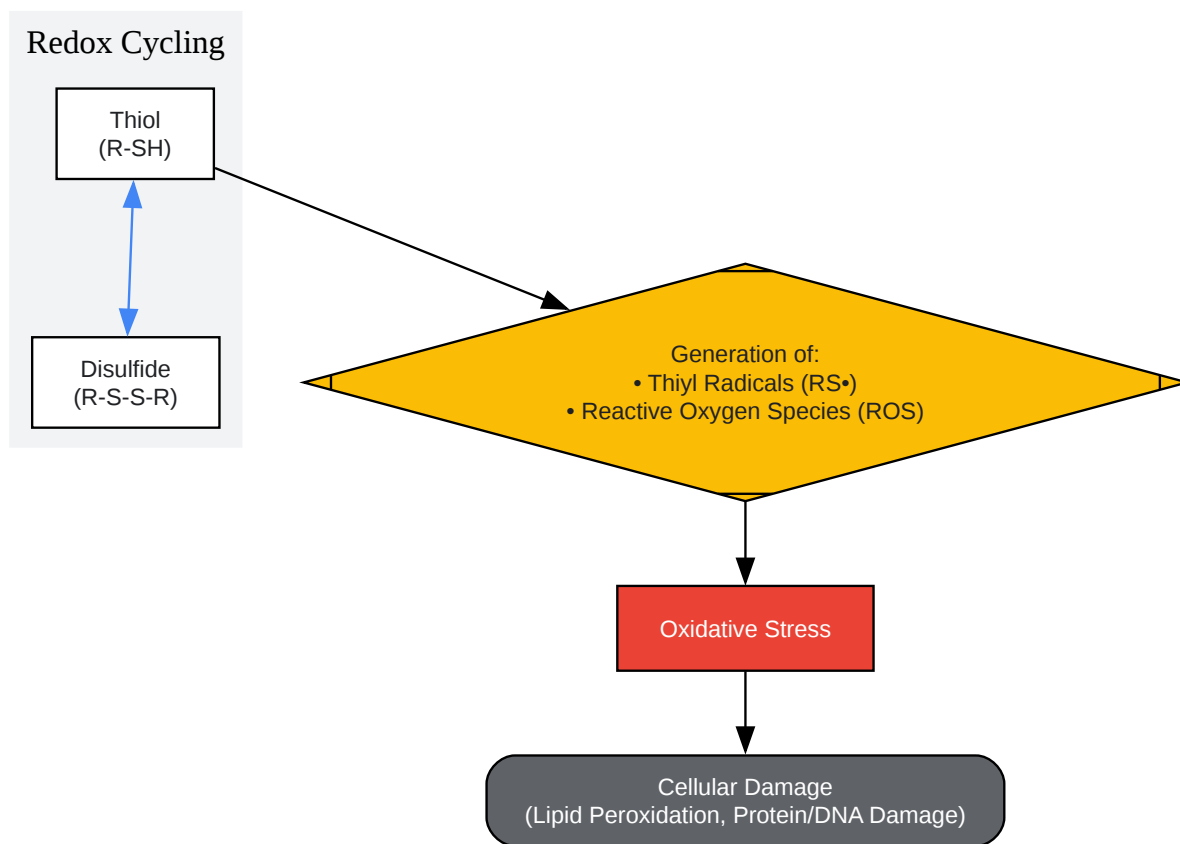 Redox Cycling
Thiol
(R-SH)
Disulfide
(R-S-S-R)
Generation of:
• Thiyl Radicals (RS•)
• Reactive Oxygen Species (ROS)
Oxidative Stress
Cellular Damage
(Lipid Peroxidation, Protein/DNA Damage)